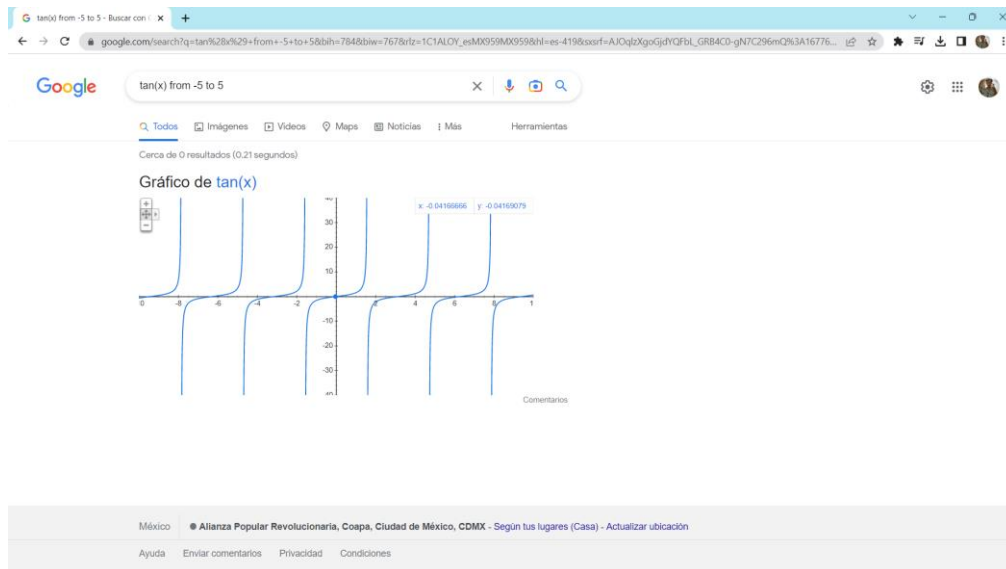 tan(x) from -5 to 5 - Buscar con
google.com/search?q=tan%28x%29+from+-5+to+5&bih=784&biw=767&rlz=1C1ALOY_esMX959MX959&hl=es-419&sxsrf=AJOqlzXgoGjdYQFbL_GRB4C0-gN7C296mQ%3A16776...
Google
tan(x) from -5 to 5
Todos Imágenes Videos Maps Noticias Más Herramientas
Cerca de 0 resultados (0.21 segundos)
Gráfico de tan(x)
x: -0.04166666 y: -0.04169079
30
20
10
0 -8 -6 -4 -2 2 4 6 8 1
-10
-20
-30
Comentarios
México Alianza Popular Revolucionaria, Coapa, Ciudad de México, CDMX - Según tus lugares (Casa) - Actualizar ubicación
Ayuda Enviar comentarios Privacidad Condiciones